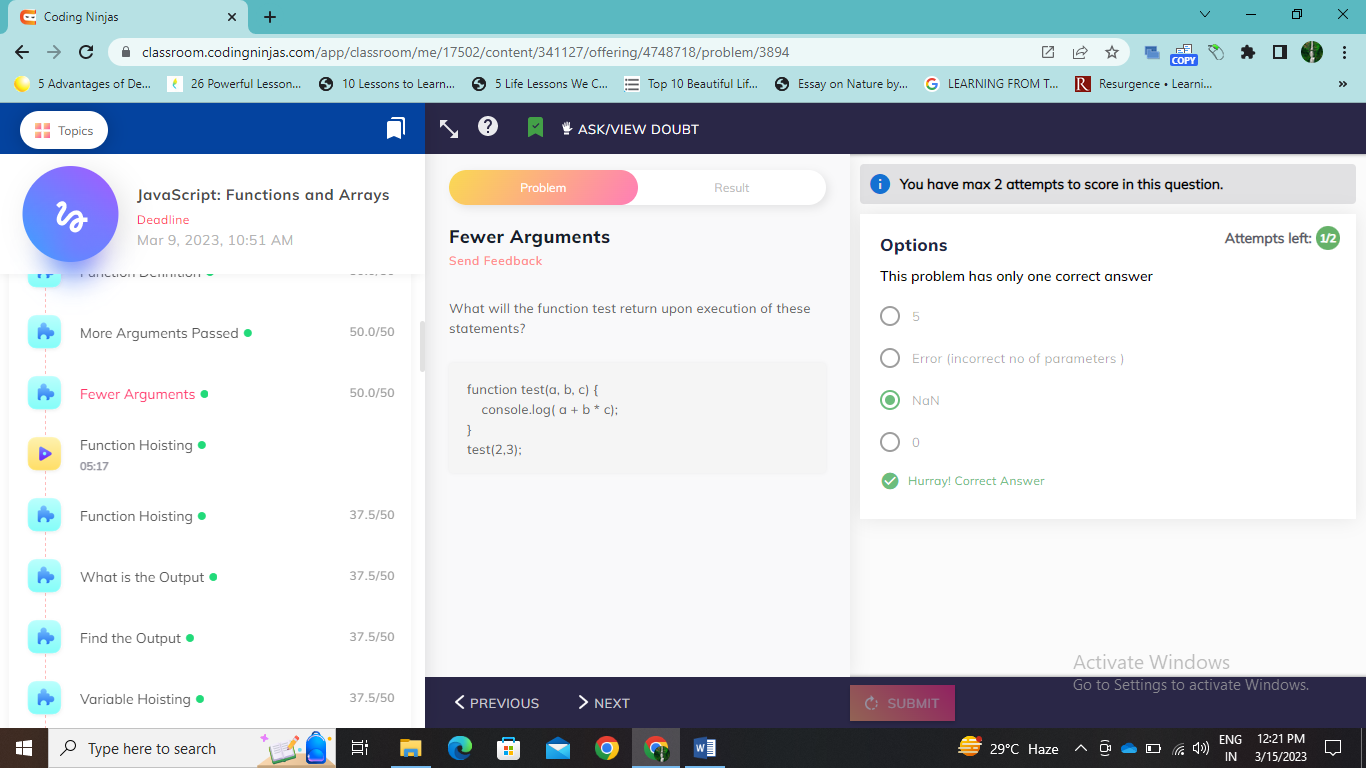 Coding Ninjas
classroom.codingninjas.com/app/classroom/me/17502/content/341127/offering/4748718/problem/3894
COPY
5 Advantages of De...
26 Powerful Lesson...
10 Lessons to Learn...
5 Life Lessons We C...
Top 10 Beautiful Lif...
Essay on Nature by...
LEARNING FROM T...
Resurgence • Learni...
»
Topics
ASK/VIEW DOUBT
JavaScript: Functions and Arrays
Deadline
Mar 9, 2023, 10:51 AM
Function Definition
More Arguments Passed
50.0/50
Fewer Arguments
50.0/50
Function Hoisting
05:17
Function Hoisting
37.5/50
What is the Output
37.5/50
Find the Output
37.5/50
Variable Hoisting
37.5/50
Problem
Result
Fewer Arguments
Send Feedback
What will the function test return upon execution of these
statements?
function test(a, b, c) {
console.log( a + b * c);
}
test(2,3);
PREVIOUS
NEXT
You have max 2 attempts to score in this question.
Options
Attempts left: 1/2
This problem has only one correct answer
5
Error (incorrect no of parameters )
NaN
0
Hurray! Correct Answer
SUBMIT
Activate Windows
Go to Settings to activate Windows.
Type here to search
29°C Haze
ENG
IN
12:21 PM
3/15/2023